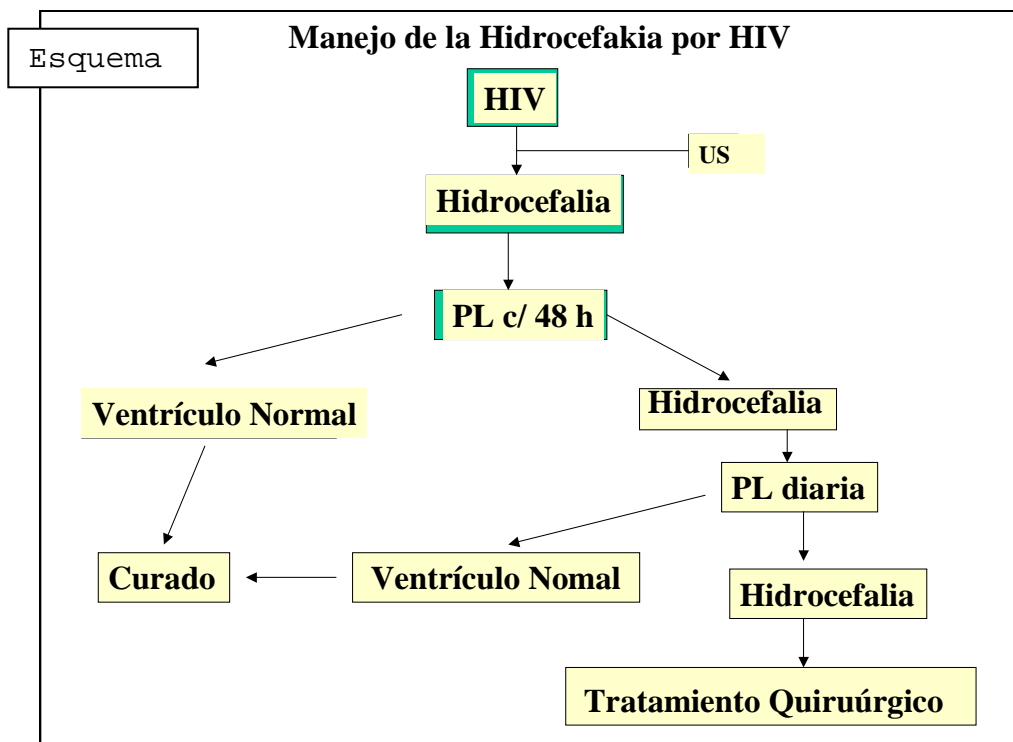 Esquema
Manejo de la Hidrocefakia por HIV
HIV
US
Hidrocefalia
PL c/ 48 h
Ventrículo Normal
Hidrocefalia
PL diaria
Curado
Ventrículo Nomal
Hidrocefalia
Tratamiento Quiruúrgico